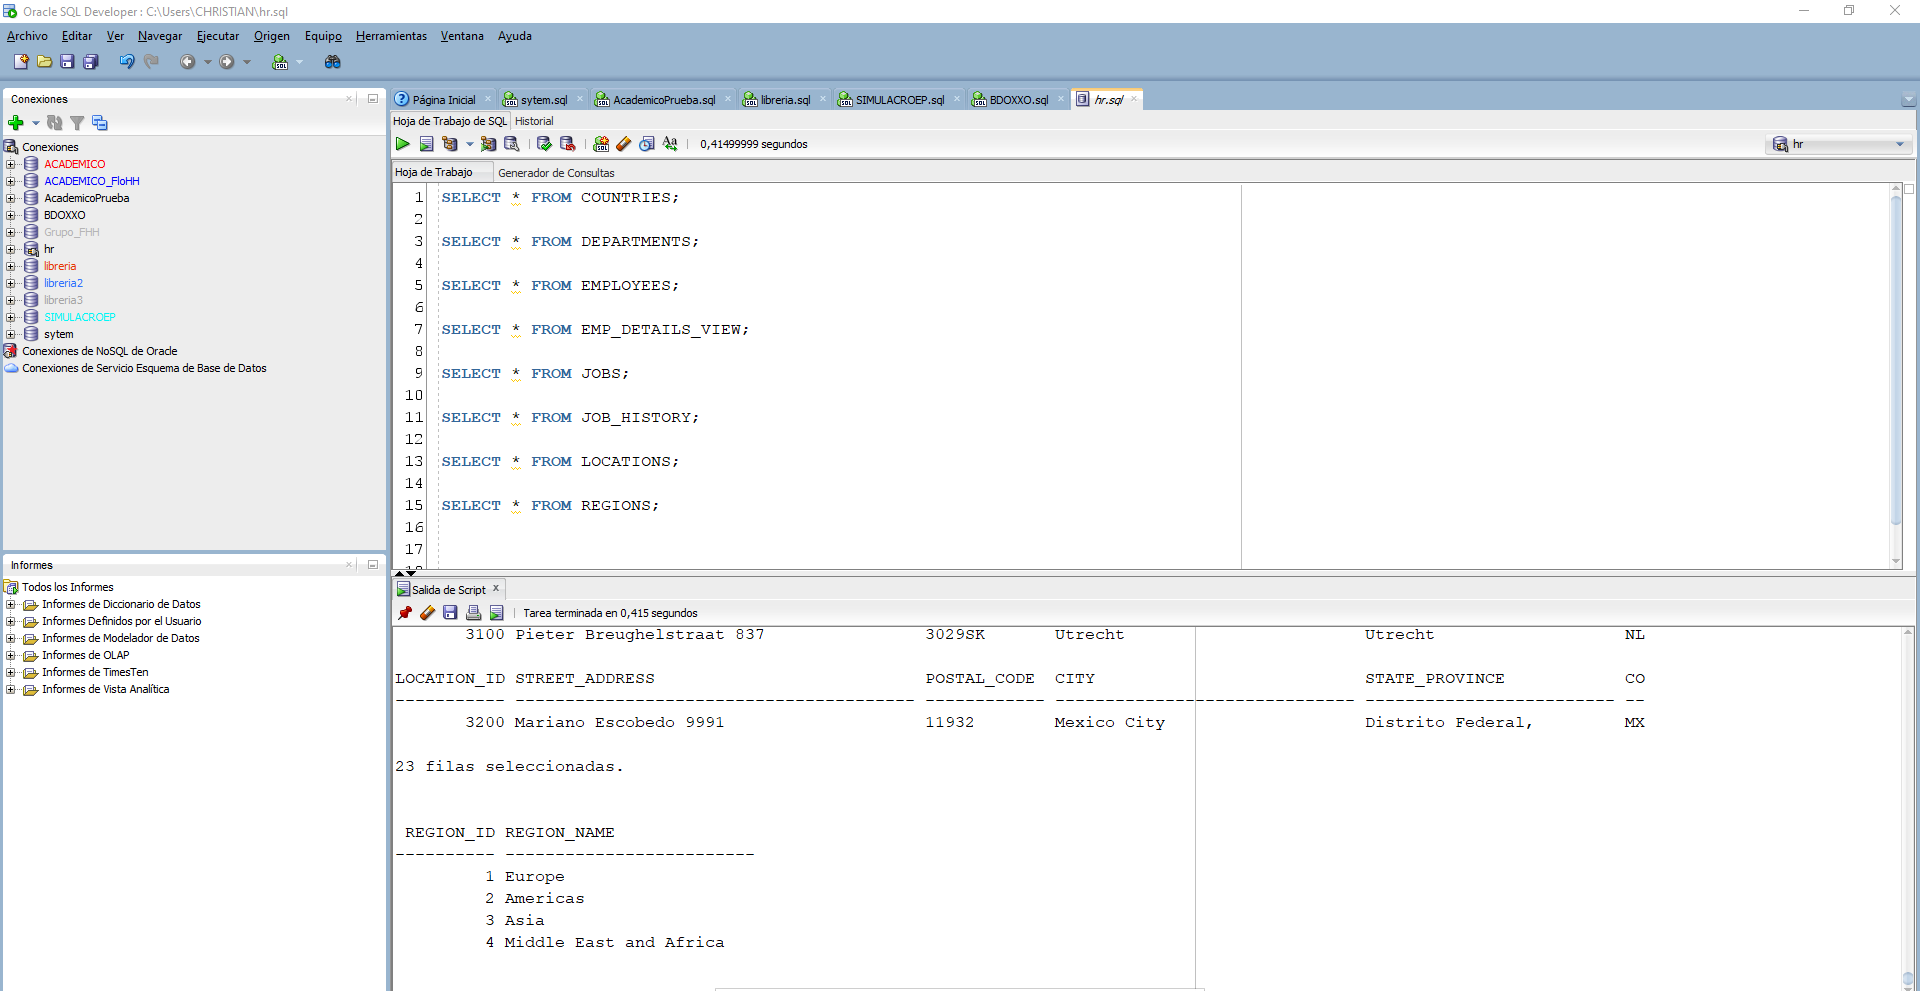 Oracle SQL Developer : C:\Users\CHRISTIAN\hr.sql
Archivo Editar Ver Navegar Ejecutar Origen Equipo Herramientas Ventana Ayuda
Conexiones
Conexiones
ACADEMICO
ACADEMICO_FloHH
AcademicoPrueba
BDOXXO
Grupo_FHH
hr
libreria
libreria2
libreria3
SIMULACROEP
sytem
Conexiones de NoSQL de Oracle
Conexiones de Servicio Esquema de Base de Datos
Informes
Todos los Informes
Informes de Diccionario de Datos
Informes Definidos por el Usuario
Informes de Modelador de Datos
Informes de OLAP
Informes de TimesTen
Informes de Vista Analítica
Página Inicial sytem.sql AcademicoPrueba.sql libreria.sql SIMULACROEP.sql BDOXXO.sql hr.sql
Hoja de Trabajo de SQL Historial
0,41499999 segundos hr
Hoja de Trabajo Generador de Consultas
1 SELECT * FROM COUNTRIES;
2
3 SELECT * FROM DEPARTMENTS;
4
5 SELECT * FROM EMPLOYEES;
6
7 SELECT * FROM EMP_DETAILS_VIEW;
8
9 SELECT * FROM JOBS;
10
11 SELECT * FROM JOB_HISTORY;
12
13 SELECT * FROM LOCATIONS;
14
15 SELECT * FROM REGIONS;
16
17
Salida de Script
Tarea terminada en 0,415 segundos
3100 Pieter Breughelstraat 837 3029SK Utrecht Utrecht NL
LOCATION_ID STREET_ADDRESS POSTAL_CODE CITY STATE_PROVINCE CO
----------- ---------------------------------------- ------------ ------------------------------ ------------------------- --
3200 Mariano Escobedo 9991 11932 Mexico City Distrito Federal, MX
23 filas seleccionadas.
REGION_ID REGION_NAME
---------- -------------------------
1 Europe
2 Americas
3 Asia
4 Middle East and Africa